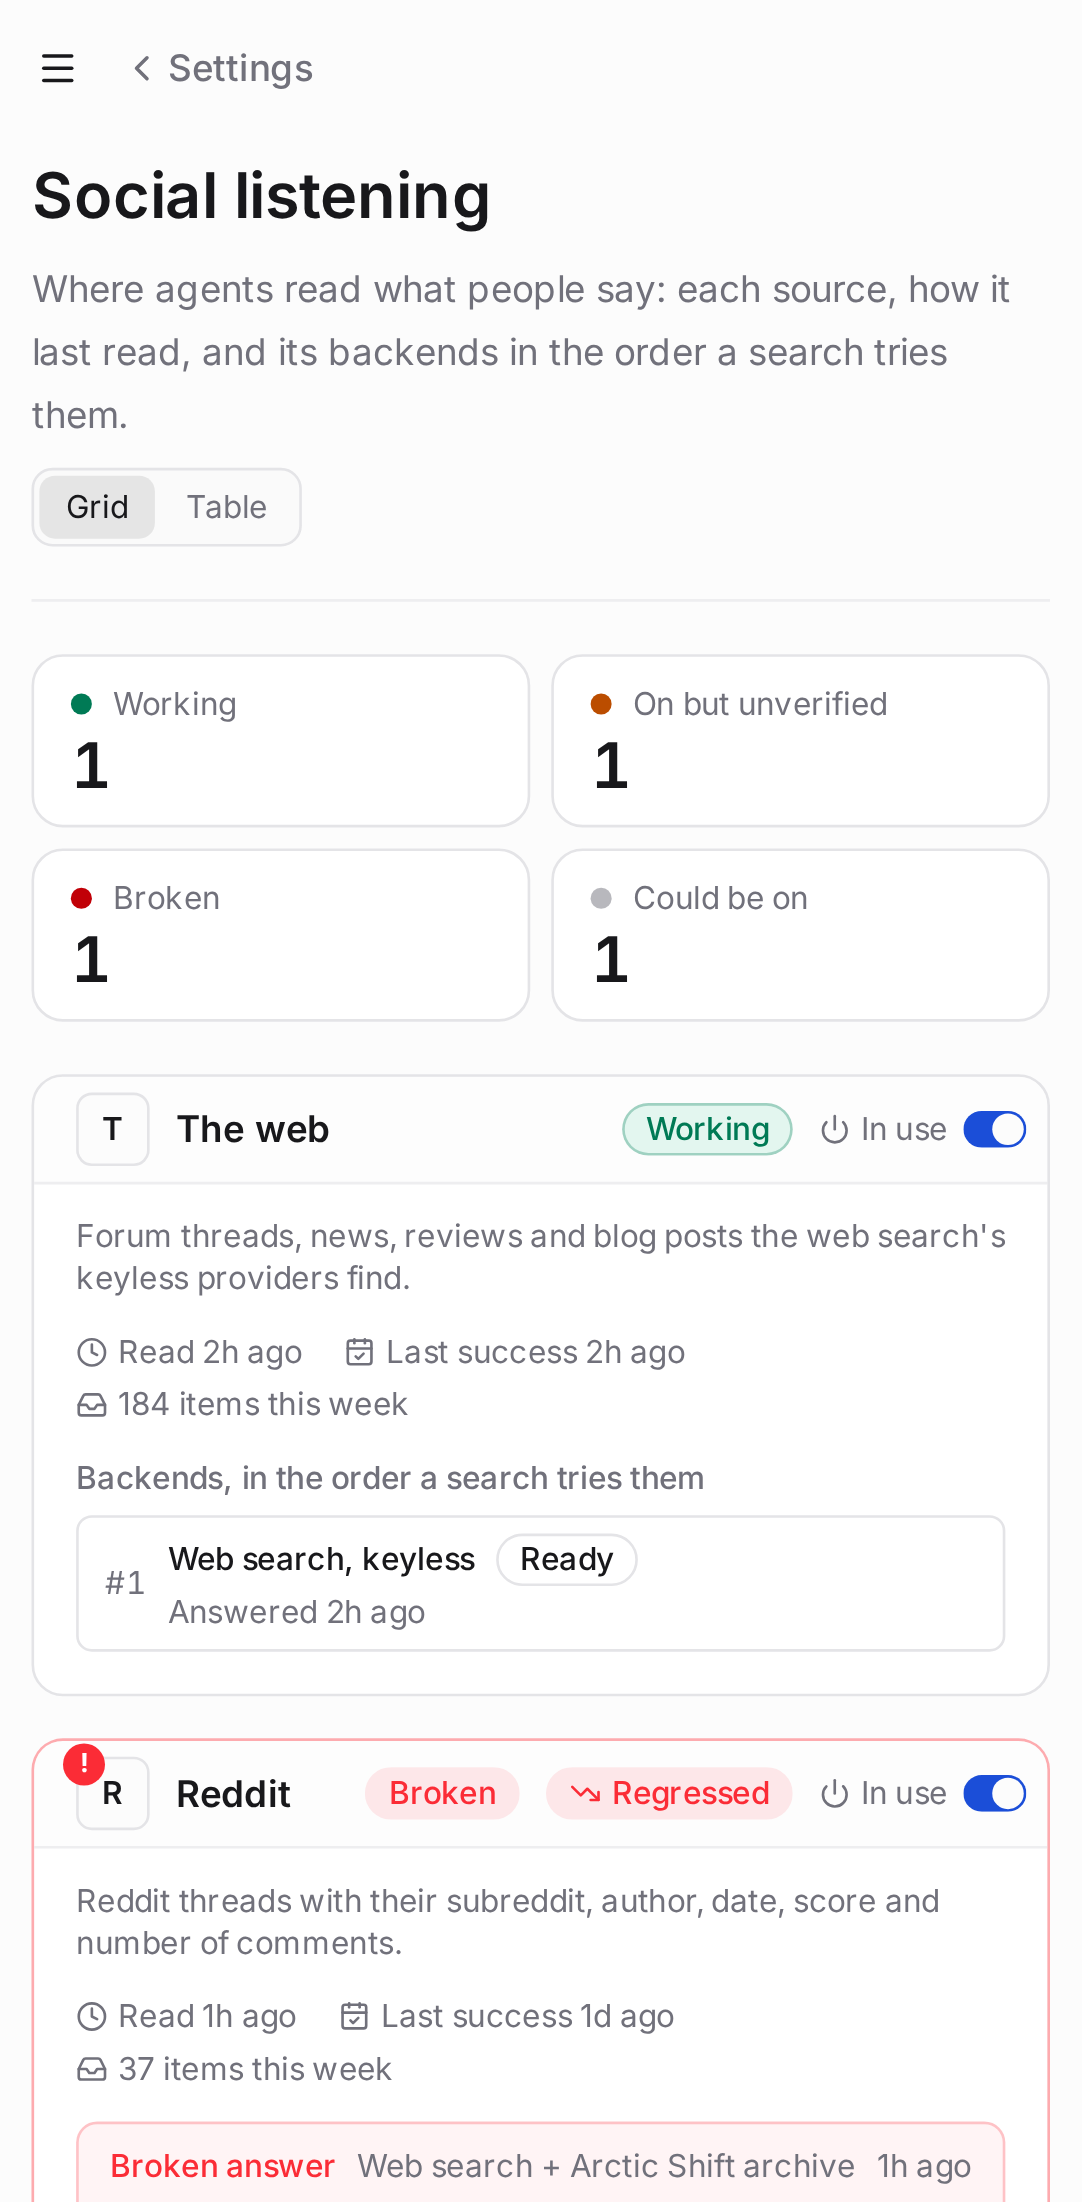 Settings
Social listening
Where agents read what people say: each source, how it
last read, and its backends in the order a search tries
them.
Grid Table
Working
1
On but unverified
1
Broken
1
Could be on
1
T The web Working In use
Forum threads, news, reviews and blog posts the web search's
keyless providers find.
Read 2h ago Last success 2h ago
184 items this week
Backends, in the order a search tries them
#1 Web search, keyless Ready
Answered 2h ago
! R Reddit Broken Regressed In use
Reddit threads with their subreddit, author, date, score and
number of comments.
Read 1h ago Last success 1d ago
37 items this week
Broken answer Web search + Arctic Shift archive 1h ago